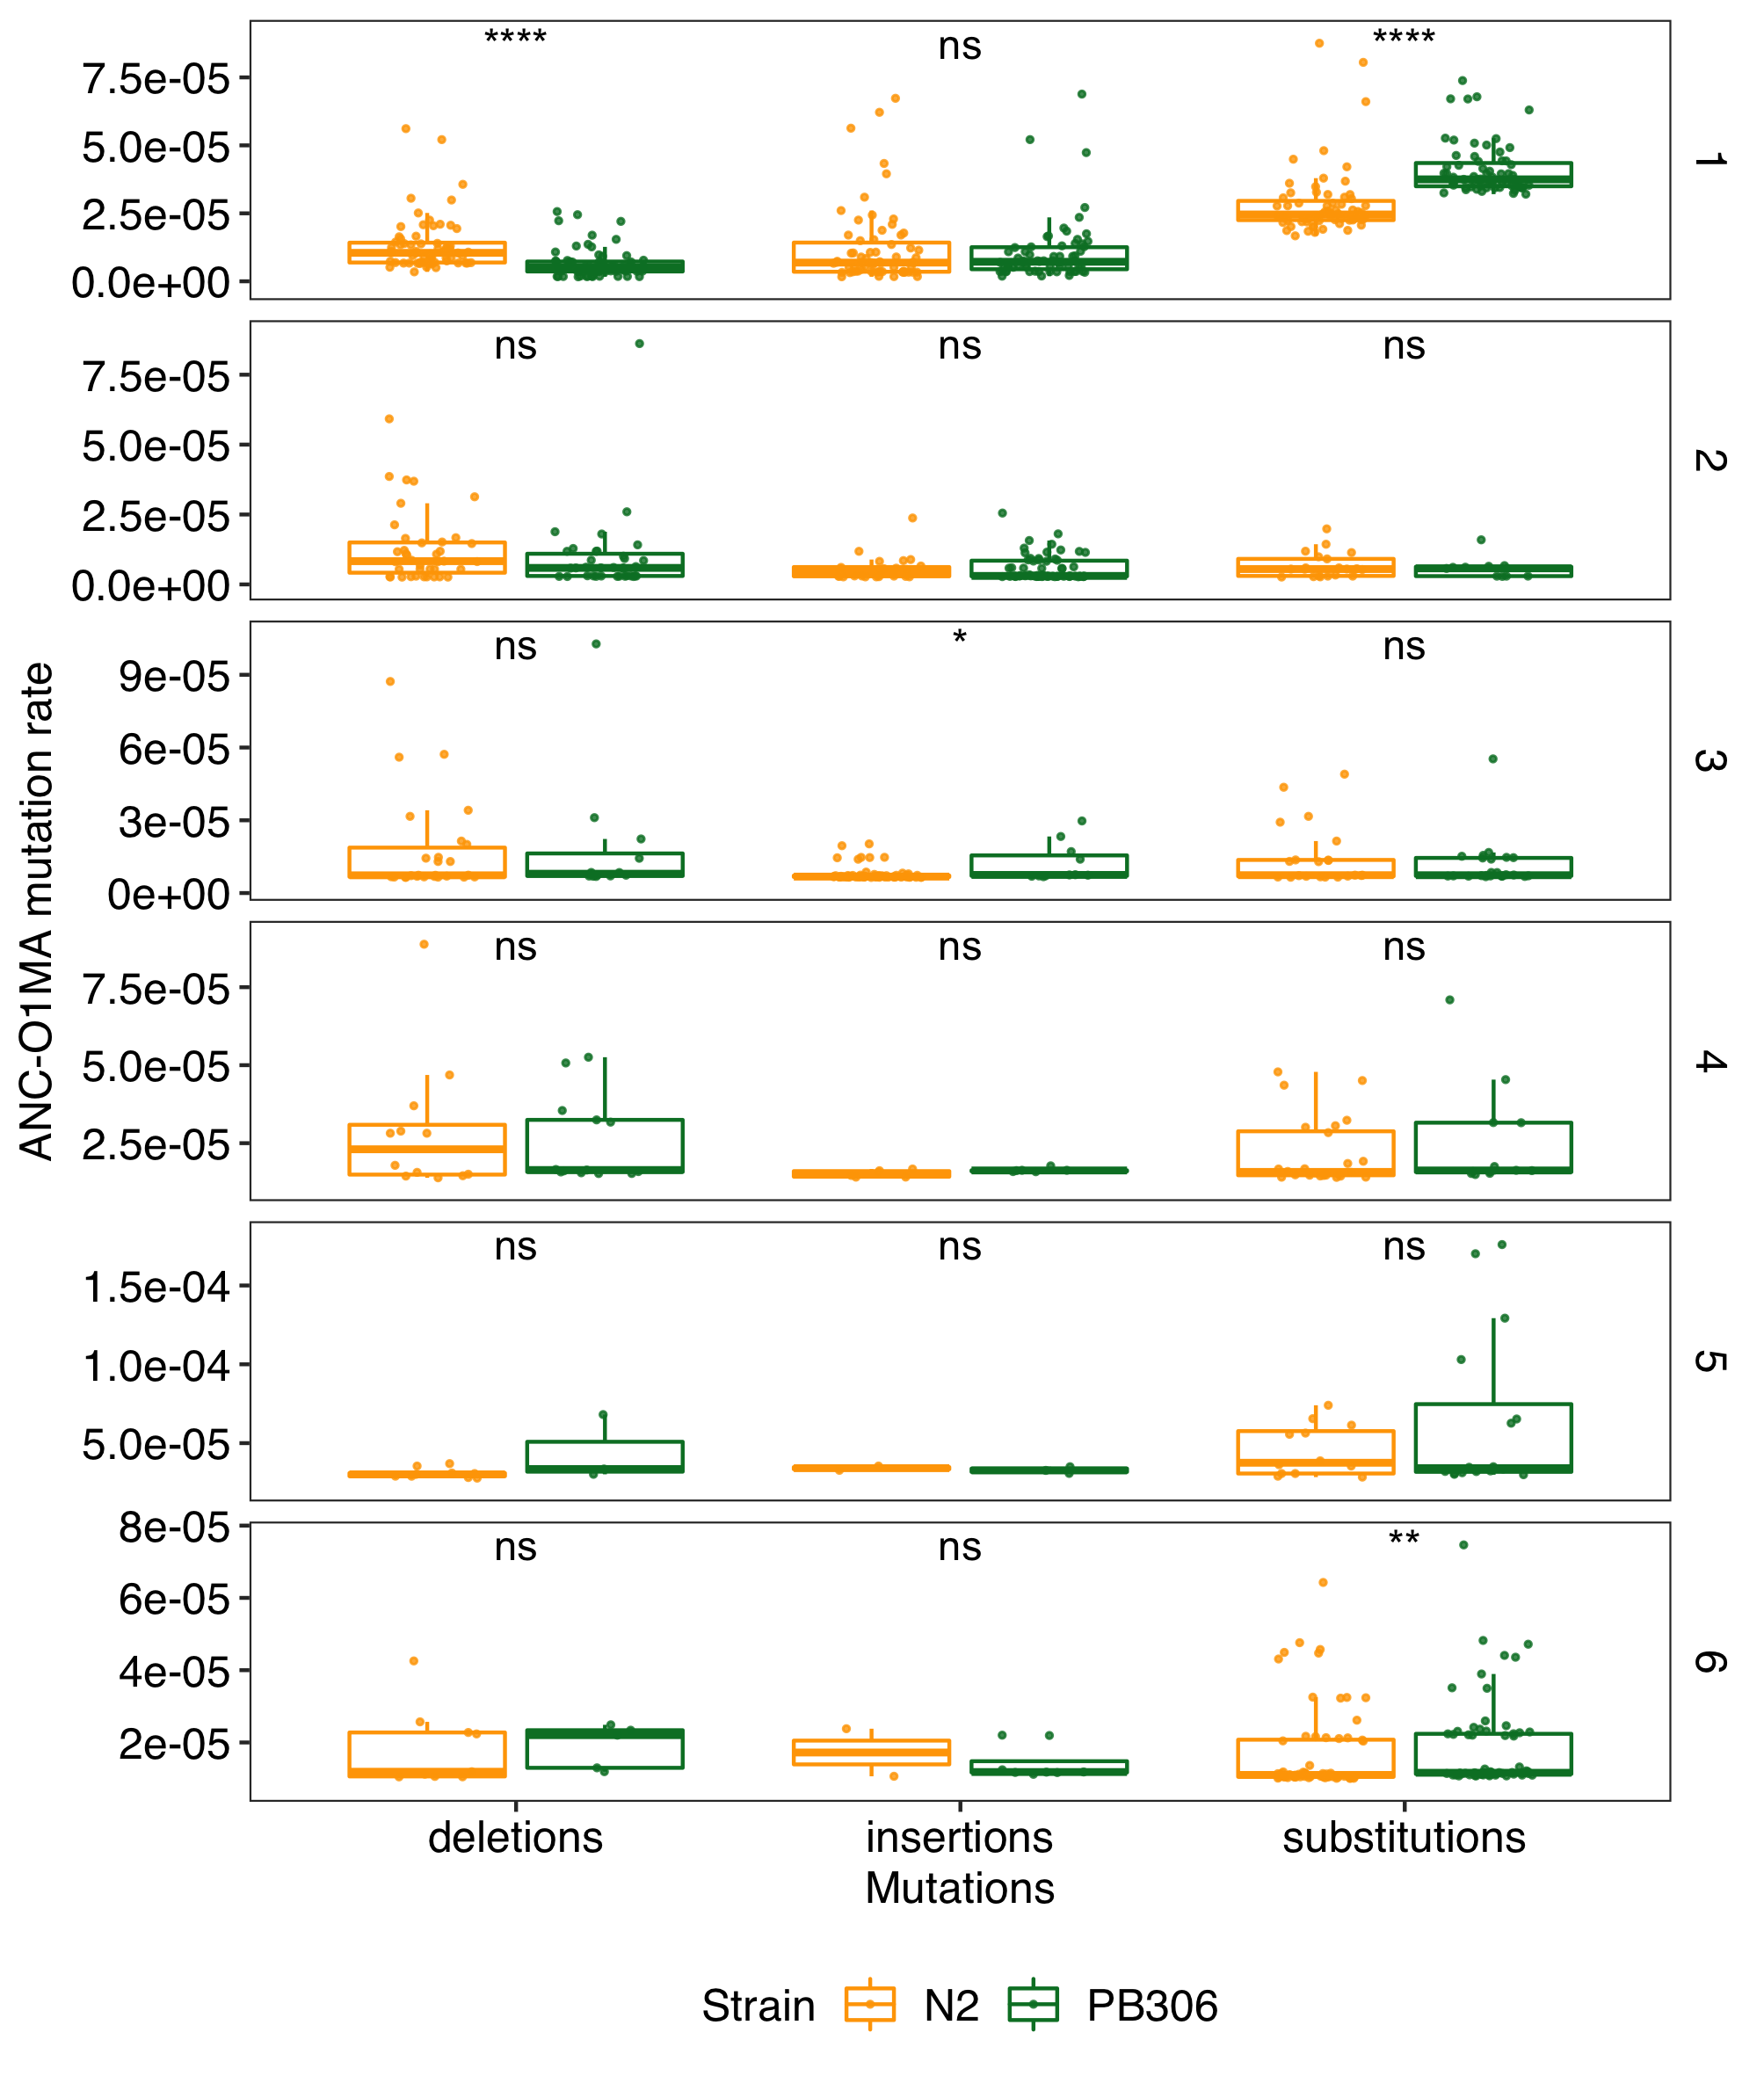 ANC-O1MA mutation rate
**** ns ****
7.5e-05
5.0e-05
2.5e-05
0.0e+00
1
ns ns ns
7.5e-05
5.0e-05
2.5e-05
0.0e+00
2
ns * ns
9e-05
6e-05
3e-05
0e+00
3
ns ns ns
7.5e-05
5.0e-05
2.5e-05
4
ns ns ns
1.5e-04
1.0e-04
5.0e-05
5
ns ns **
8e-05
6e-05
4e-05
2e-05
6
deletions insertions substitutions
Mutations
Strain N2 PB306